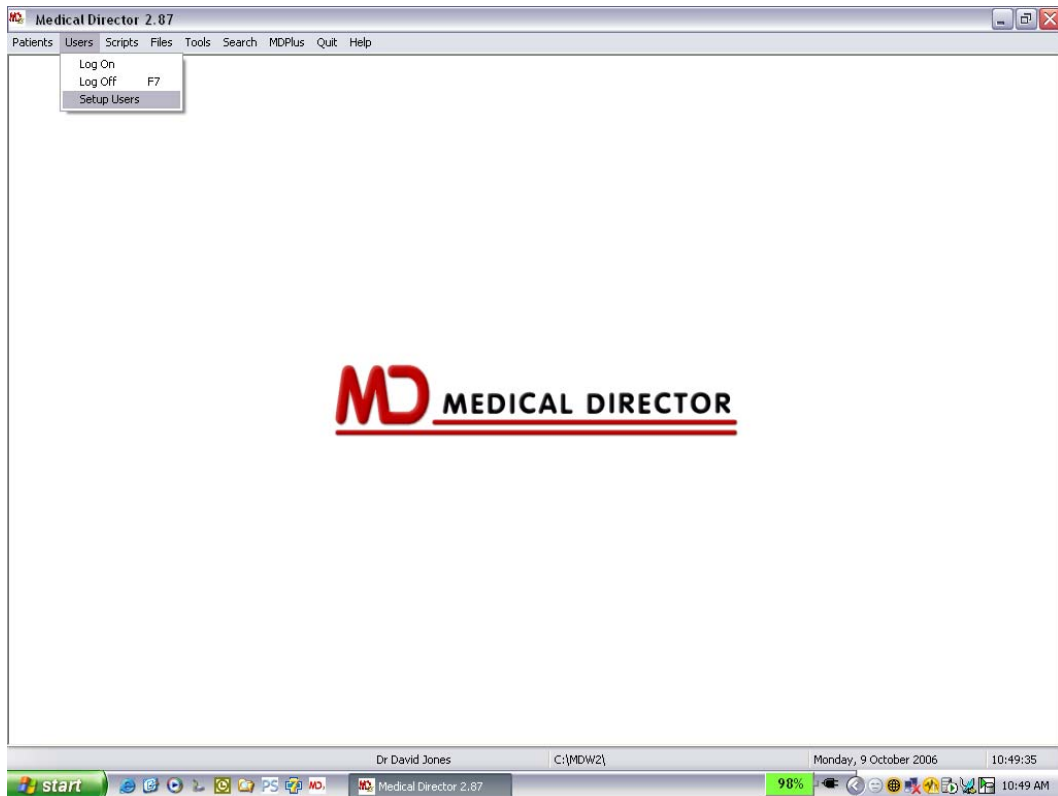 Medical Director 2.87
Patients Users Scripts Files Tools Search MDPlus Quit Help
Log On
Log Off F7
Setup Users
MD MEDICAL DIRECTOR
Dr David Jones C:\MDW2\ Monday, 9 October 2006 10:49:35
start PS MD. Medical Director 2.87 98% 10:49 AM